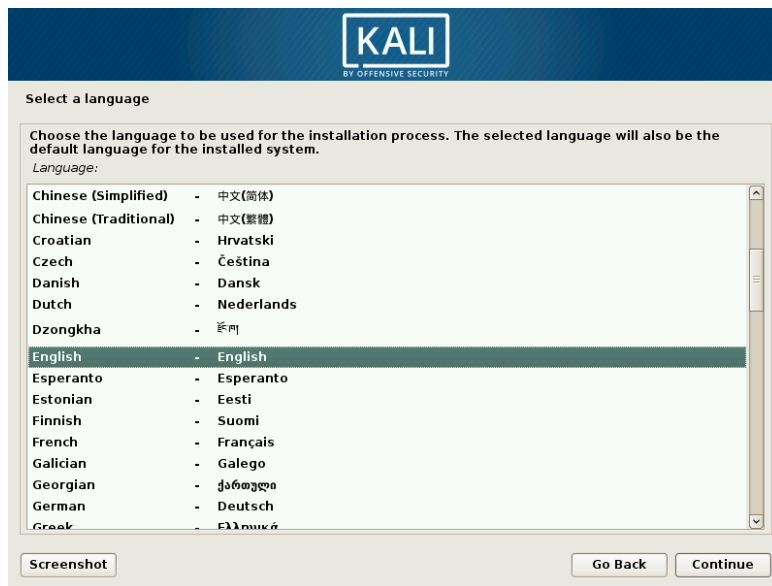 KALI
BY OFFENSIVE SECURITY
Select a language
Choose the language to be used for the installation process. The selected language will also be the
default language for the installed system.
Language:
Chinese (Simplified) - 中文(简体)
Chinese (Traditional) - 中文(繁體)
Croatian - Hrvatski
Czech - Čeština
Danish - Dansk
Dutch - Nederlands
Dzongkha - རྫོང་ཁ།
English - English
Esperanto - Esperanto
Estonian - Eesti
Finnish - Suomi
French - Français
Galician - Galego
Georgian - ქართული
German - Deutsch
Greek - Ελληνικά
Screenshot Go Back Continue